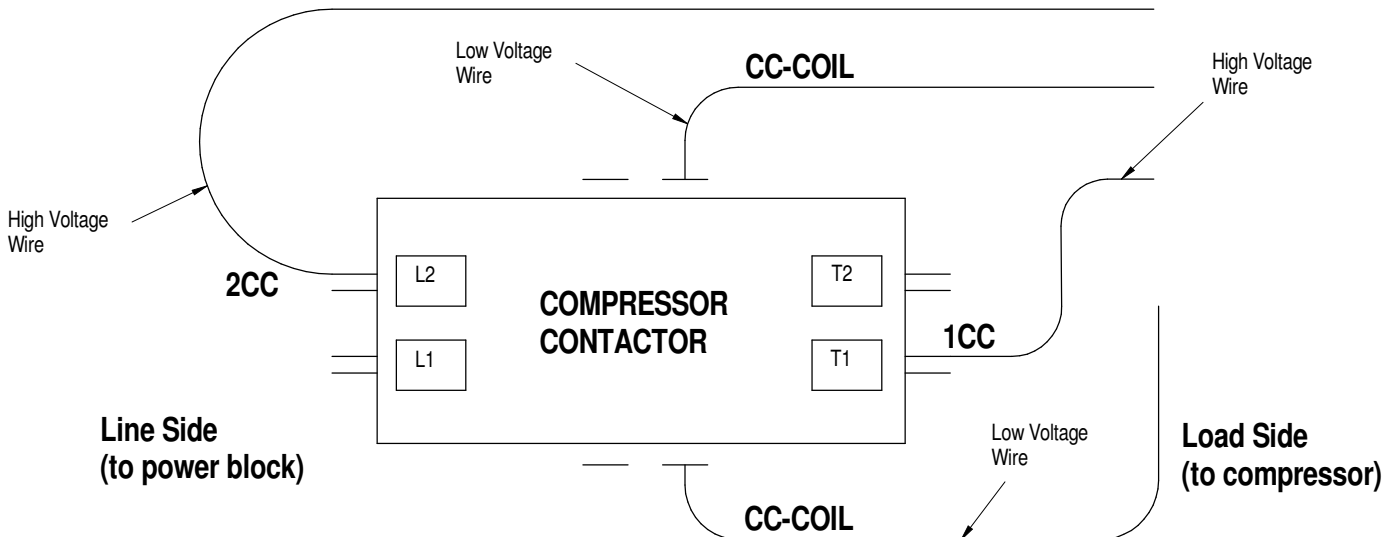 Low Voltage
Wire
CC-COIL
High Voltage
Wire
High Voltage
Wire
2CC
L2
COMPRESSOR
CONTACTOR
T2
L1
T1
1CC
Line Side
(to power block)
Low Voltage
Wire
Load Side
(to compressor)
CC-COIL